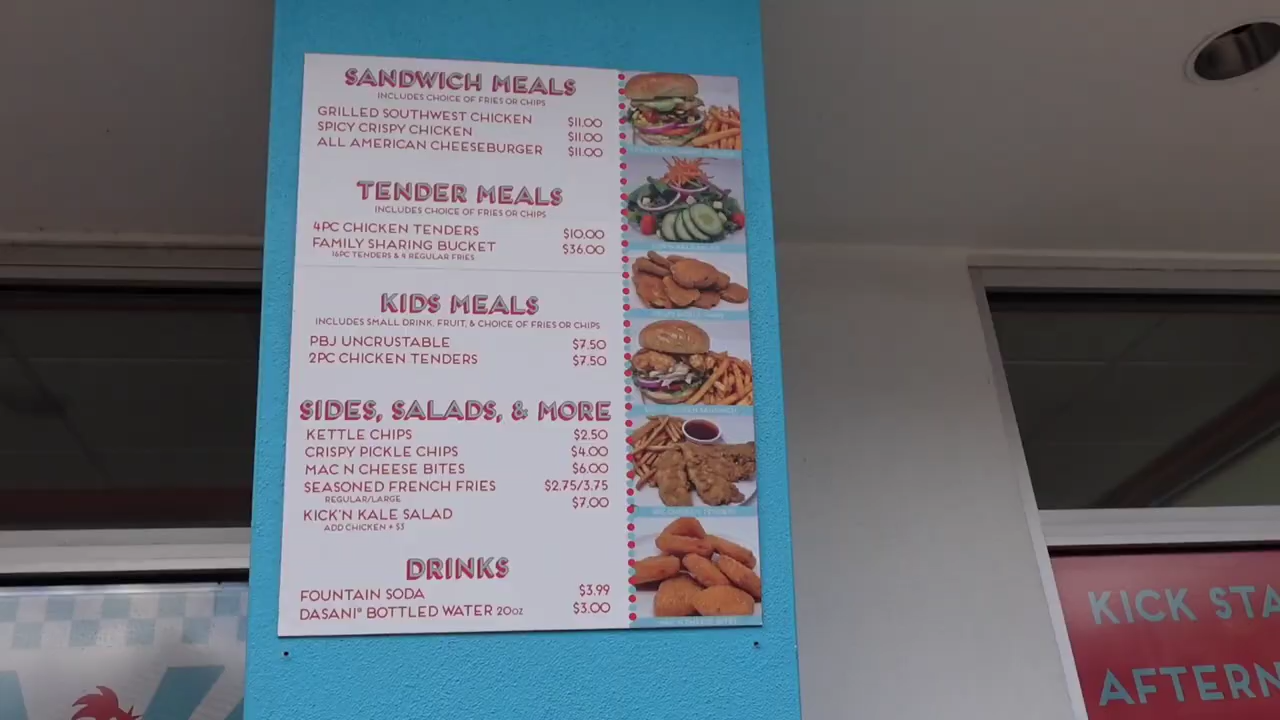 SANDWICH MEALS
INCLUDES CHOICE OF FRIES OR CHIPS
GRILLED SOUTHWEST CHICKEN $11.00
SPICY CRISPY CHICKEN $11.00
ALL AMERICAN CHEESEBURGER $11.00
TENDER MEALS
INCLUDES CHOICE OF FRIES OR CHIPS
4PC CHICKEN TENDERS $10.00
FAMILY SHARING BUCKET $36.00
16PC TENDERS & 4 REGULAR FRIES
KIDS MEALS
INCLUDES SMALL DRINK, FRUIT, & CHOICE OF FRIES OR CHIPS
PBJ UNCRUSTABLE $7.50
2PC CHICKEN TENDERS $7.50
SIDES, SALADS, & MORE
KETTLE CHIPS $2.50
CRISPY PICKLE CHIPS $4.00
MAC N CHEESE BITES $6.00
SEASONED FRENCH FRIES $2.75/3.75
REGULAR/LARGE
KICK'N KALE SALAD $7.00
ADD CHICKEN + $3
DRINKS
FOUNTAIN SODA $3.99
DASANI® BOTTLED WATER 20OZ $3.00
MAC N CHEESE BITES
KICK STA
AFTERN